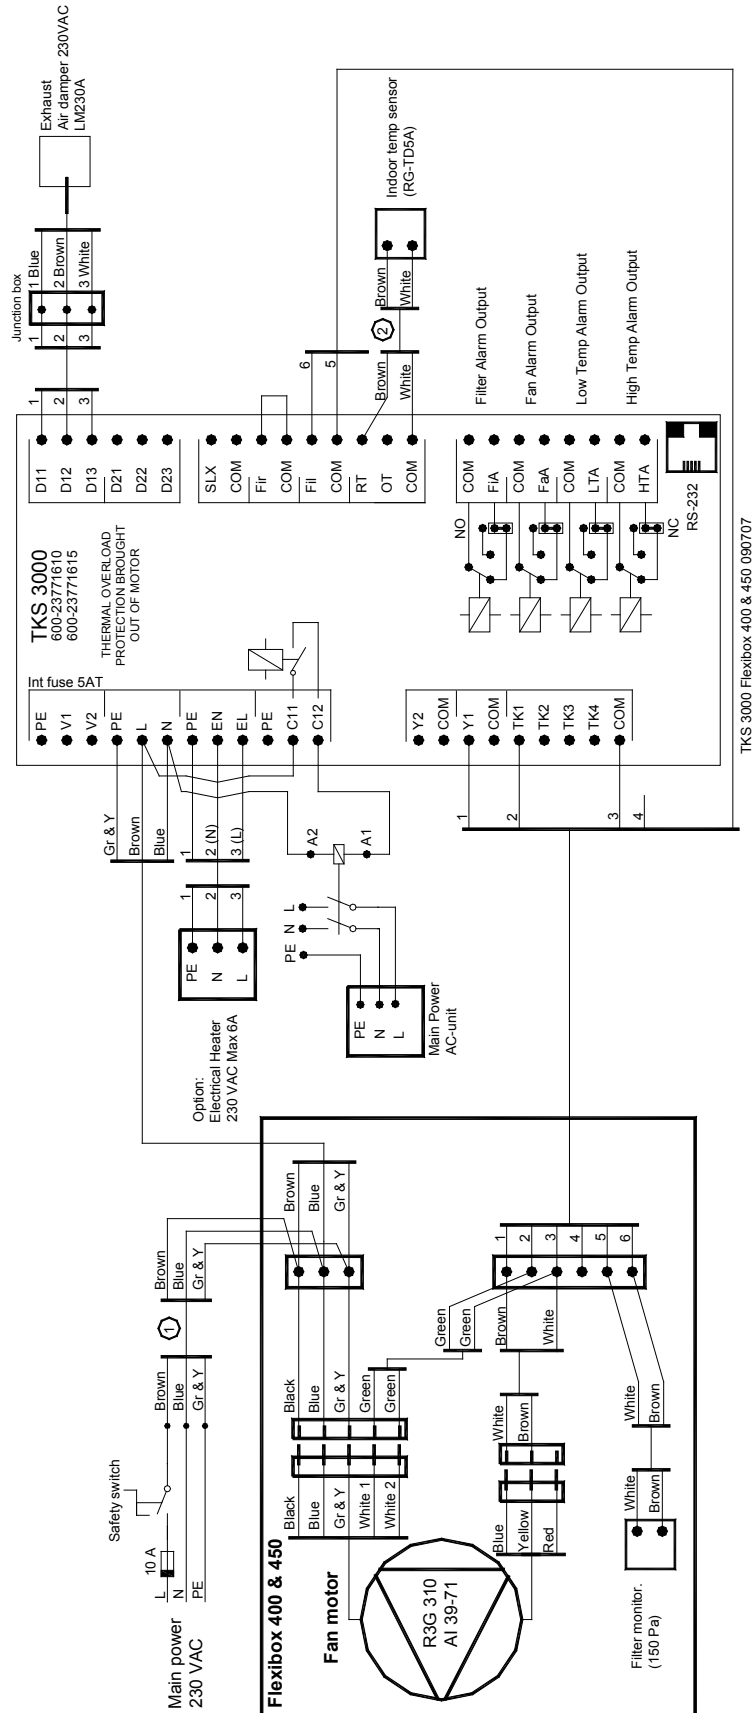 Exhaust
Air damper 230VAC
LM230A
Junction box
1 Blue
2 Brown
3 White
1
2
3
1
2
3
Indoor temp sensor
(RG-TD5A)
Brown
White
2
Brown
White
6
5
Filter Alarm Output
Fan Alarm Output
Low Temp Alarm Output
High Temp Alarm Output
D11
D12
D13
D21
D22
D23
SLX
COM
Fir
COM
Fil
COM
RT
OT
COM
COM
FiA
COM
FaA
COM
LTA
COM
HTA
NO
NC
RS-232
TKS 3000
600-23771610
600-23771615
THERMAL OVERLOAD
PROTECTION BROUGHT
OUT OF MOTOR
Int fuse 5AT
PE
V1
V2
PE
L
N
PE
EN
EL
PE
C11
C12
Y2
COM
Y1
COM
TK1
TK2
TK3
TK4
COM
TKS 3000 Flexibox 400 & 450 090707
Gr & Y
Brown
Blue
1
2 (N)
3 (L)
1
2
3
PE
N
L
Option:
Electrical Heater
230 VAC Max 6A
A2
A1
L
N
PE
PE
N
L
Main Power
AC-unit
1
2
3
4
Main power
230 VAC
L
N
PE
10 A
Safety switch
Brown
Blue
Gr & Y
1
Brown
Blue
Gr & Y
Flexibox 400 & 450
Fan motor
R3G 310
AI 39-71
Black
Blue
Gr & Y
White 1
White 2
Black
Blue
Gr & Y
Green
Green
Brown
Blue
Gr & Y
Blue
Yellow
Red
White
Brown
Green
Green
Brown
White
1
2
3
4
5
6
Filter monitor.
(150 Pa)
White
Brown
White
Brown